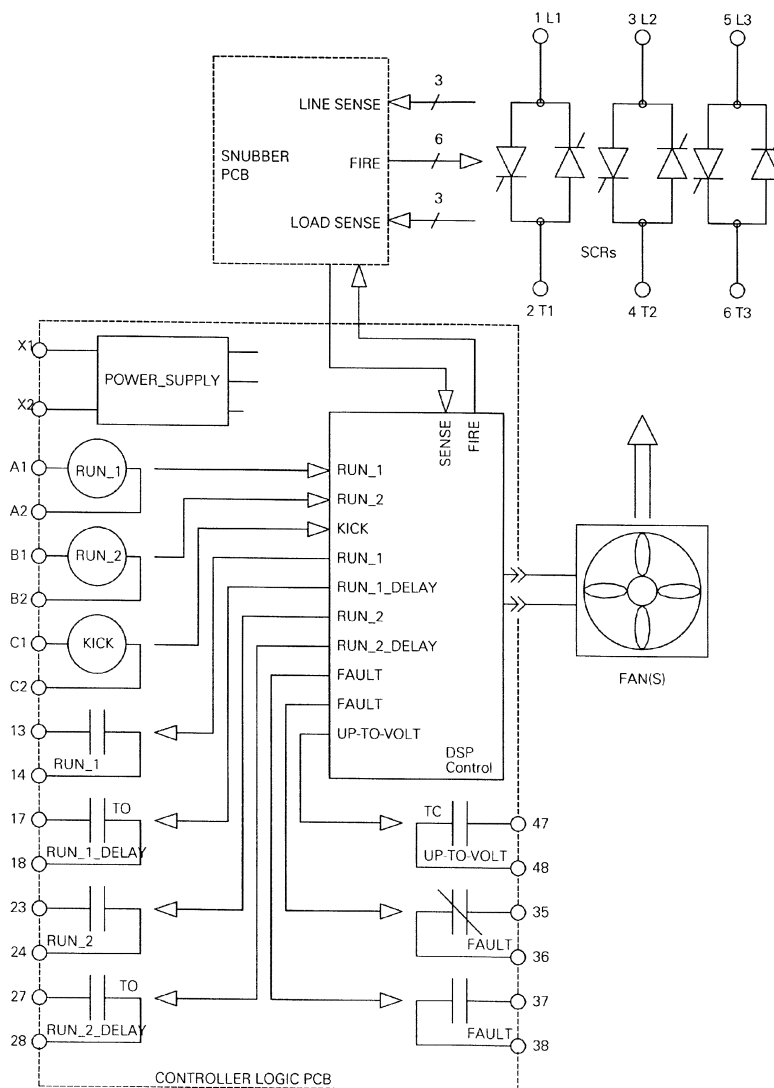 1 L1
3 L2
5 L3
3
LINE SENSE
SNUBBER
PCB
6
FIRE
3
LOAD SENSE
SCRs
2 T1
4 T2
6 T3
X1
POWER_SUPPLY
X2
SENSE
FIRE
A1
RUN_1
RUN_1
A2
RUN_2
B1
RUN_2
KICK
RUN_1
B2
RUN_1_DELAY
C1
KICK
RUN_2
RUN_2_DELAY
C2
FAULT
FAN(S)
FAULT
13
UP-TO-VOLT
RUN_1
DSP
Control
14
17
TO
TC
47
RUN_1_DELAY
UP-TO-VOLT
18
48
23
35
RUN_2
FAULT
24
36
27
TO
37
RUN_2_DELAY
FAULT
28
38
CONTROLLER LOGIC PCB